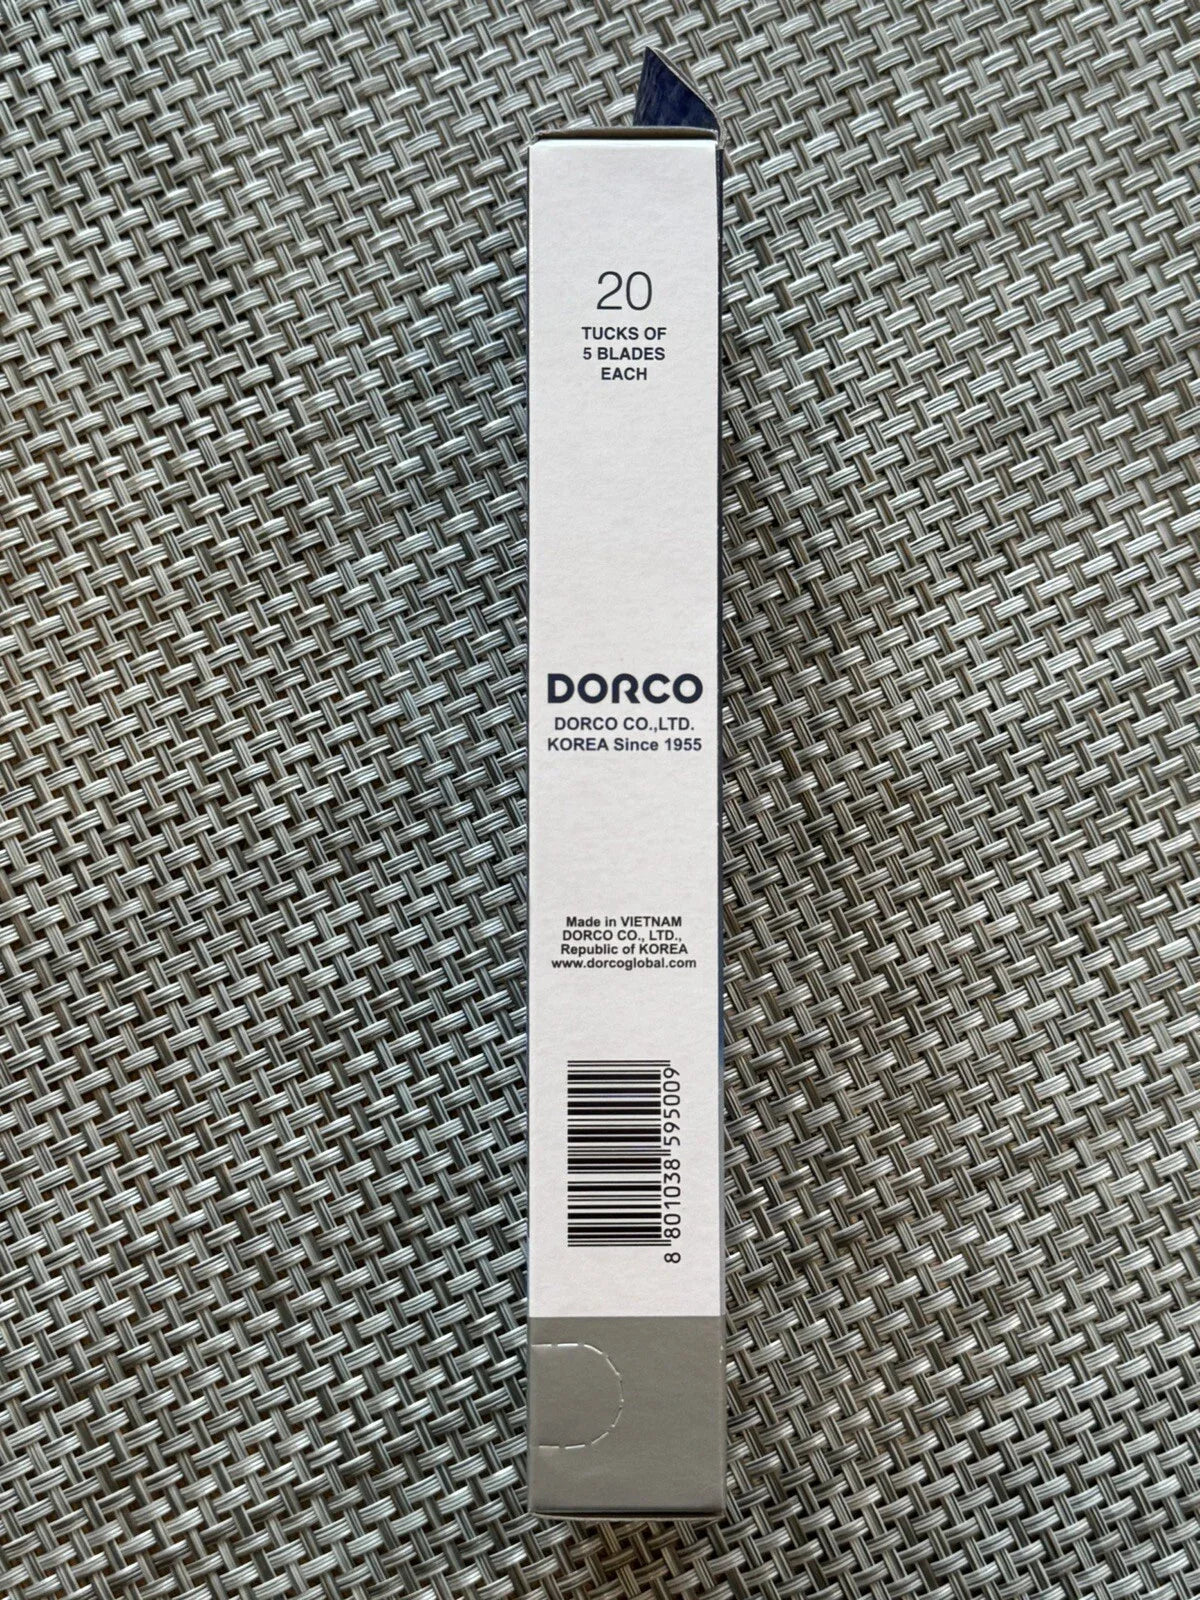 20
TUCKS OF
5 BLADES
EACH
DORCO
DORCO CO.,LTD.
KOREA Since 1955
Made in VIETNAM
DORCO CO., LTD.,
Republic of KOREA
www.dorcoglobal.com
8 801038 595009